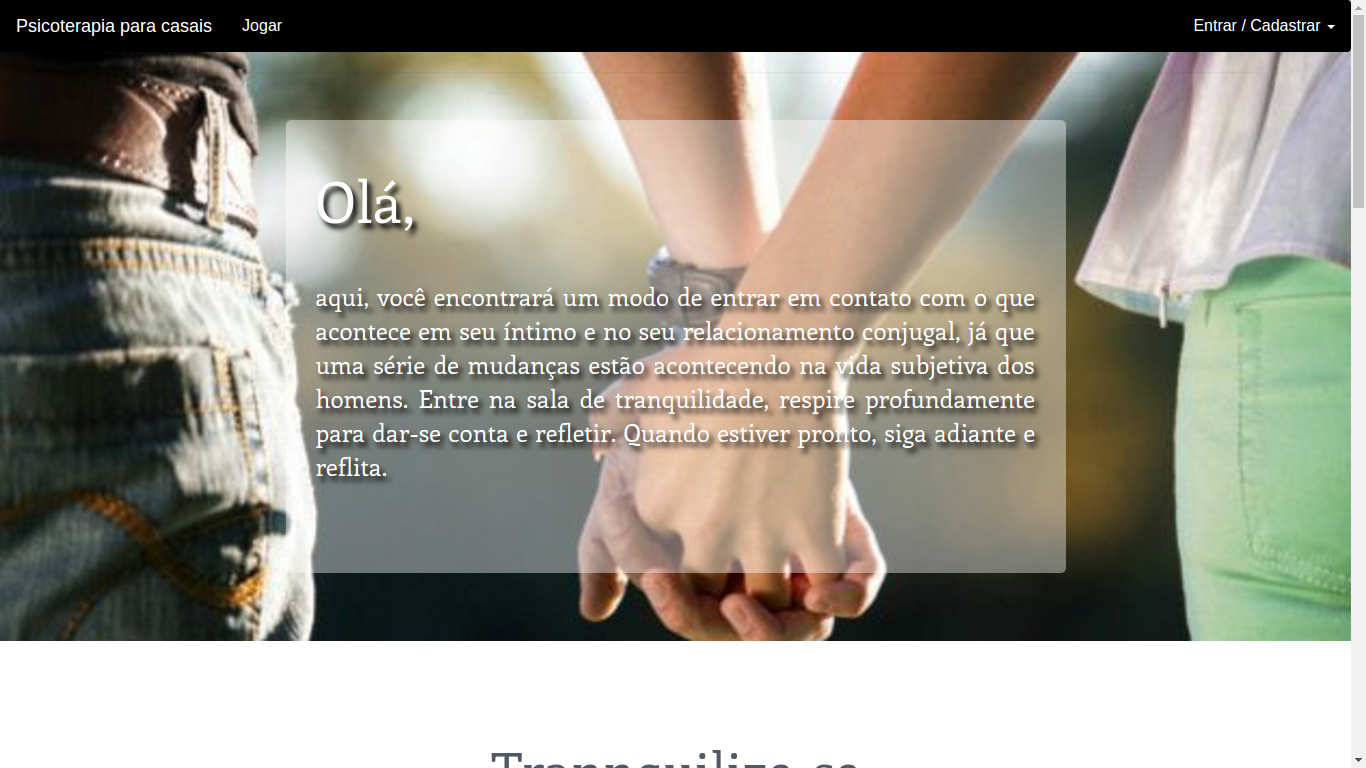 Psicoterapia para casais Jogar Entrar / Cadastrar
Olá,
aqui, você encontrará um modo de entrar em contato com o que
acontece em seu íntimo e no seu relacionamento conjugal, já que
uma série de mudanças estão acontecendo na vida subjetiva dos
homens. Entre na sala de tranquilidade, respire profundamente
para dar-se conta e refletir. Quando estiver pronto, siga adiante e
reflita.
Trannquilize-se